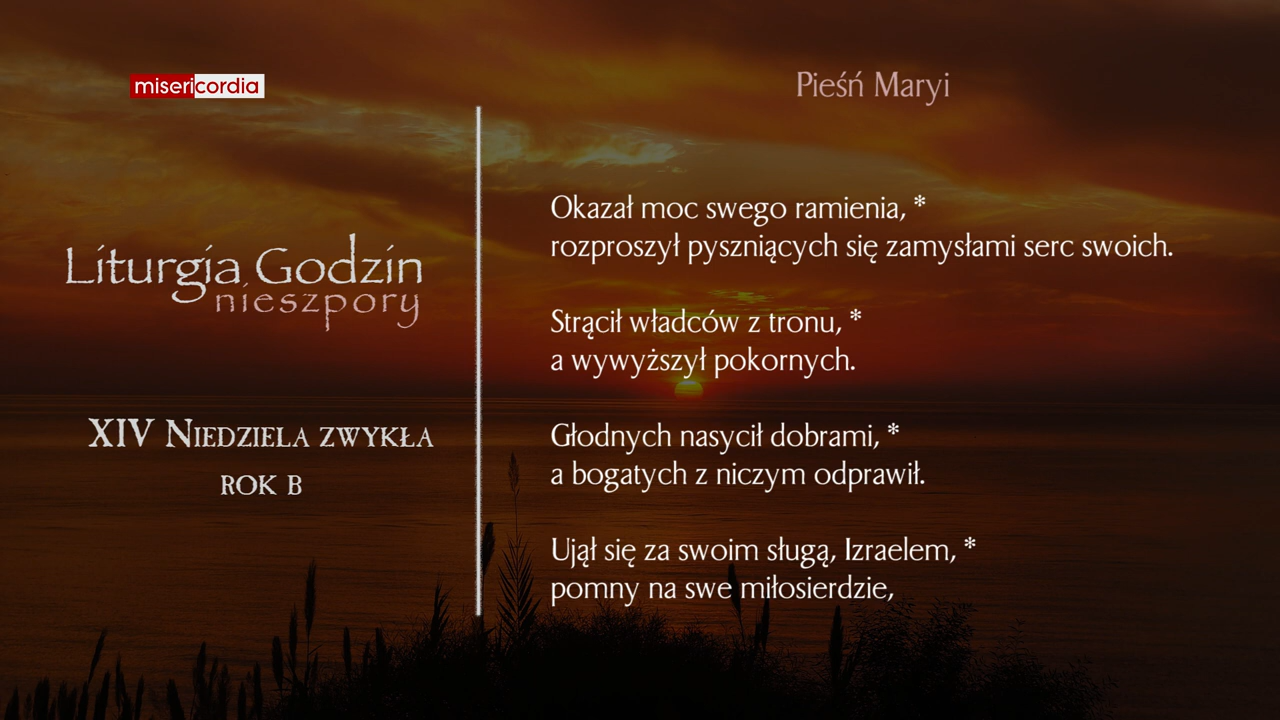 misericordia
Liturgia Godzin
nieszpory
XIV Niedziela zwykła
rok B
Pieśń Maryi
Okazał moc swego ramienia, *
rozproszył pyszniących się zamysłami serc swoich.
Strącił władców z tronu, *
a wywyższył pokornych.
Głodnych nasycił dobrami, *
a bogatych z niczym odprawił.
Ujął się za swoim sługą, Izraelem, *
pomny na swe miłosierdzie,